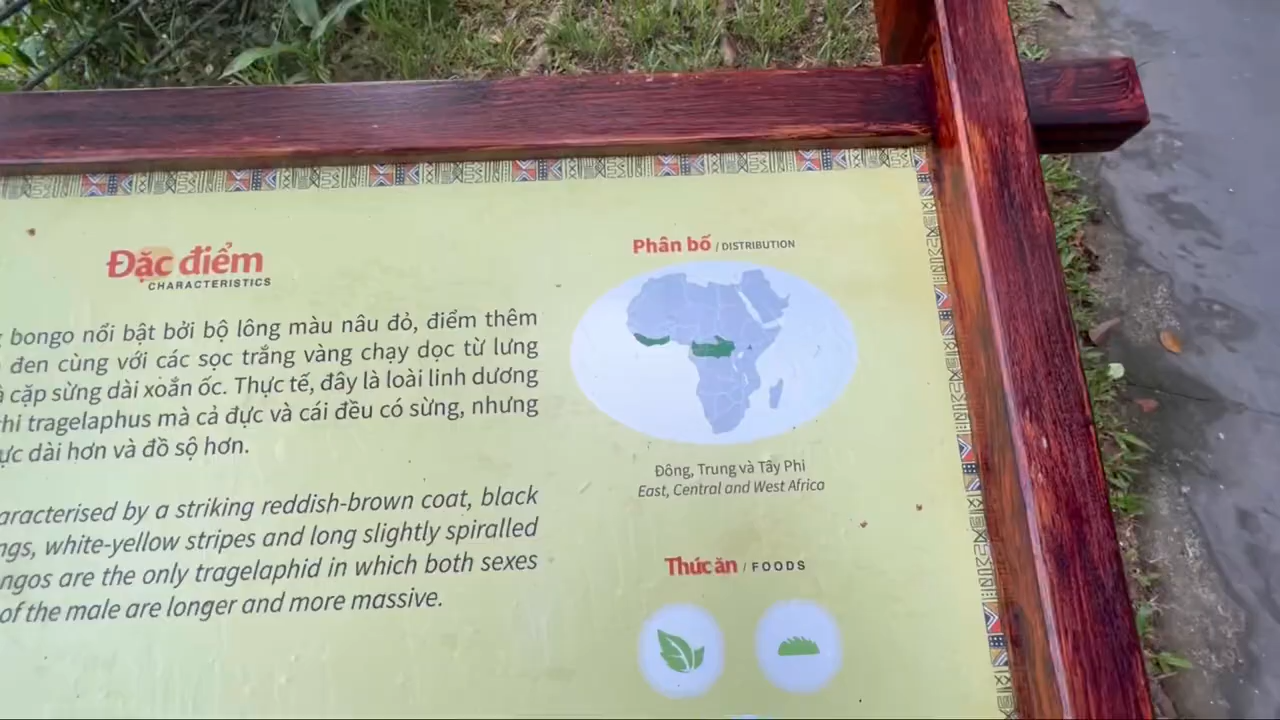 Đặc điểm
CHARACTERISTICS
bongo nổi bật bởi bộ lông màu nâu đỏ, điểm thêm
đen cùng với các sọc trắng vàng chạy dọc từ lưng
cặp sừng dài xoắn ốc. Thực tế, đây là loài linh dương
tragelaphus mà cả đực và cái đều có sừng, nhưng
dài hơn và đồ sộ hơn.
striking reddish-brown coat, black
aracterised by a
white-yellow stripes and long slightly spiralled
are the only tragelaphid in which both sexes
of the male are longer and more massive.
Phân bố / DISTRIBUTION
Đông, Trung và Tây Phi
East, Central and West Africa
Thức ăn / FOODS